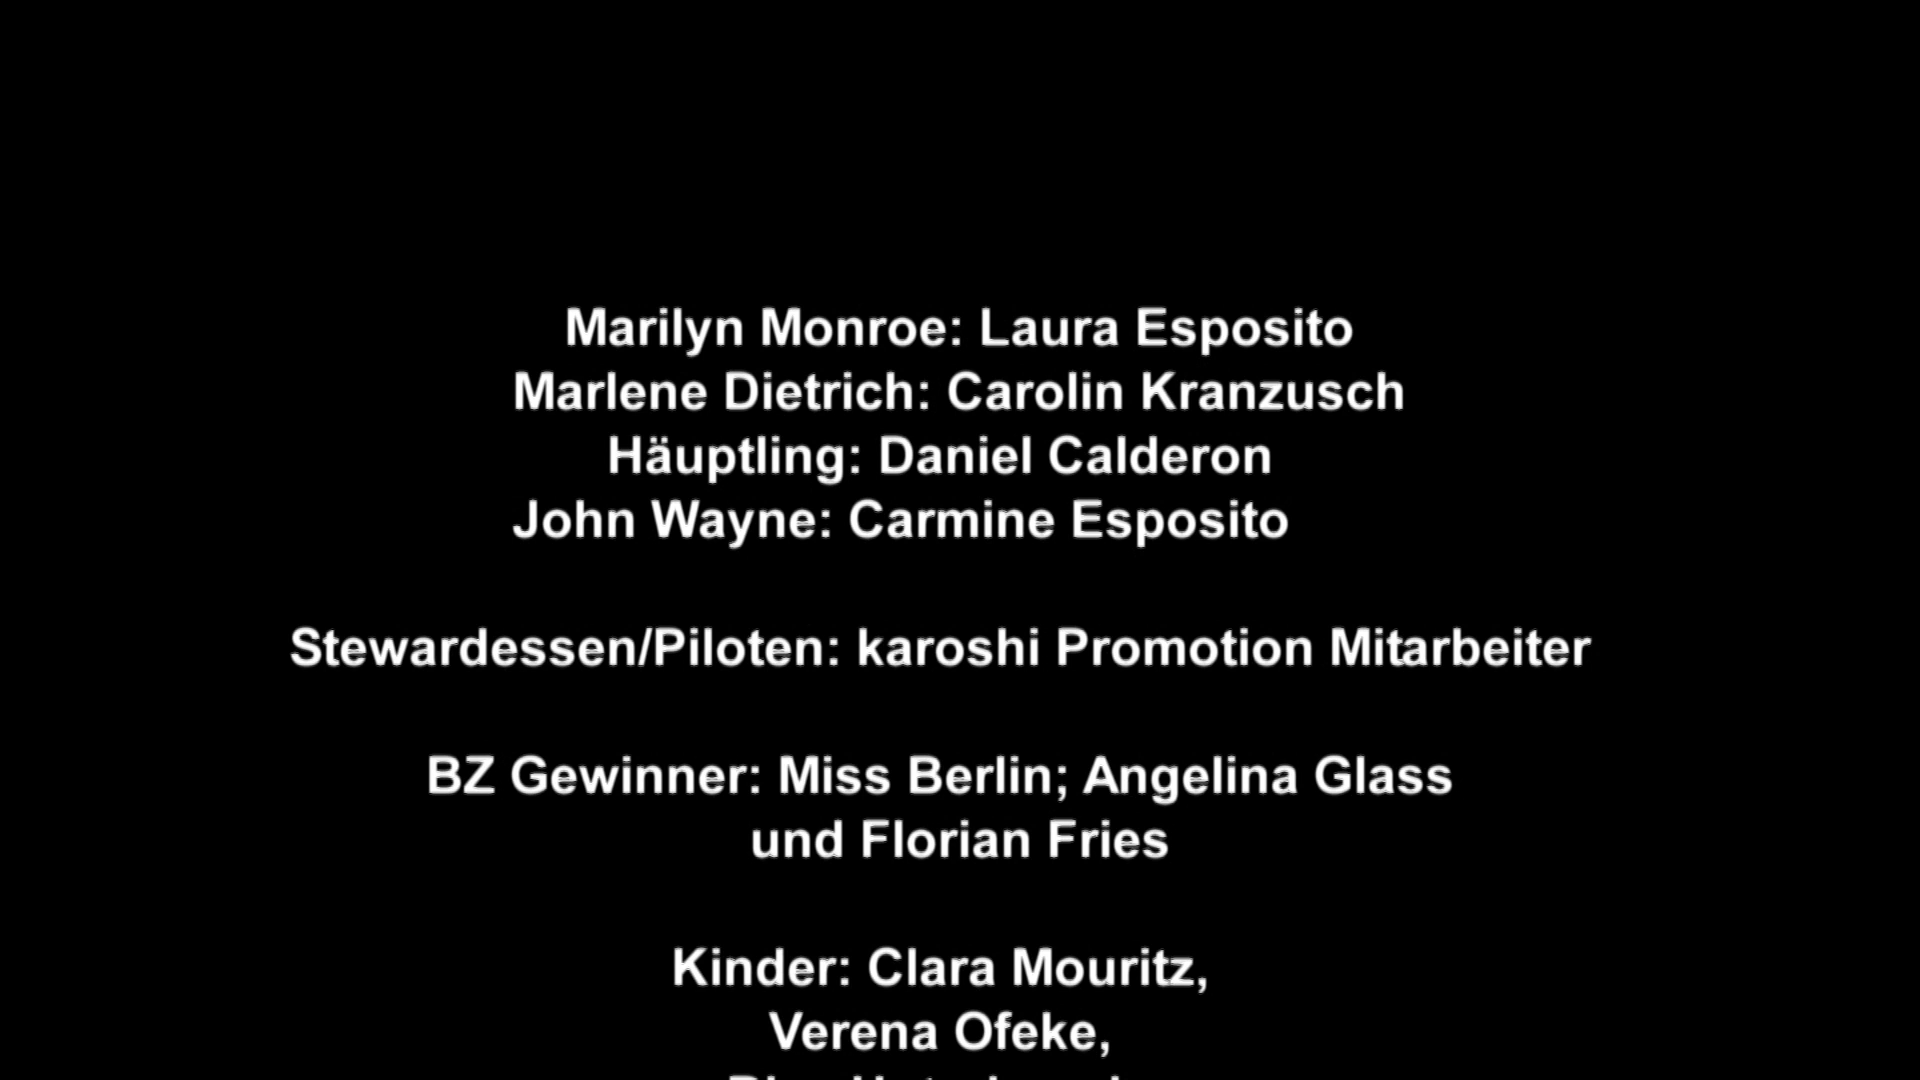 Marilyn Monroe: Laura Esposito
Marlene Dietrich: Carolin Kranzusch
Häuptling: Daniel Calderon
John Wayne: Carmine Esposito
Stewardessen/Piloten: karoshi Promotion Mitarbeiter
BZ Gewinner: Miss Berlin; Angelina Glass
und Florian Fries
Kinder: Clara Mouritz,
Verena Ofeke,